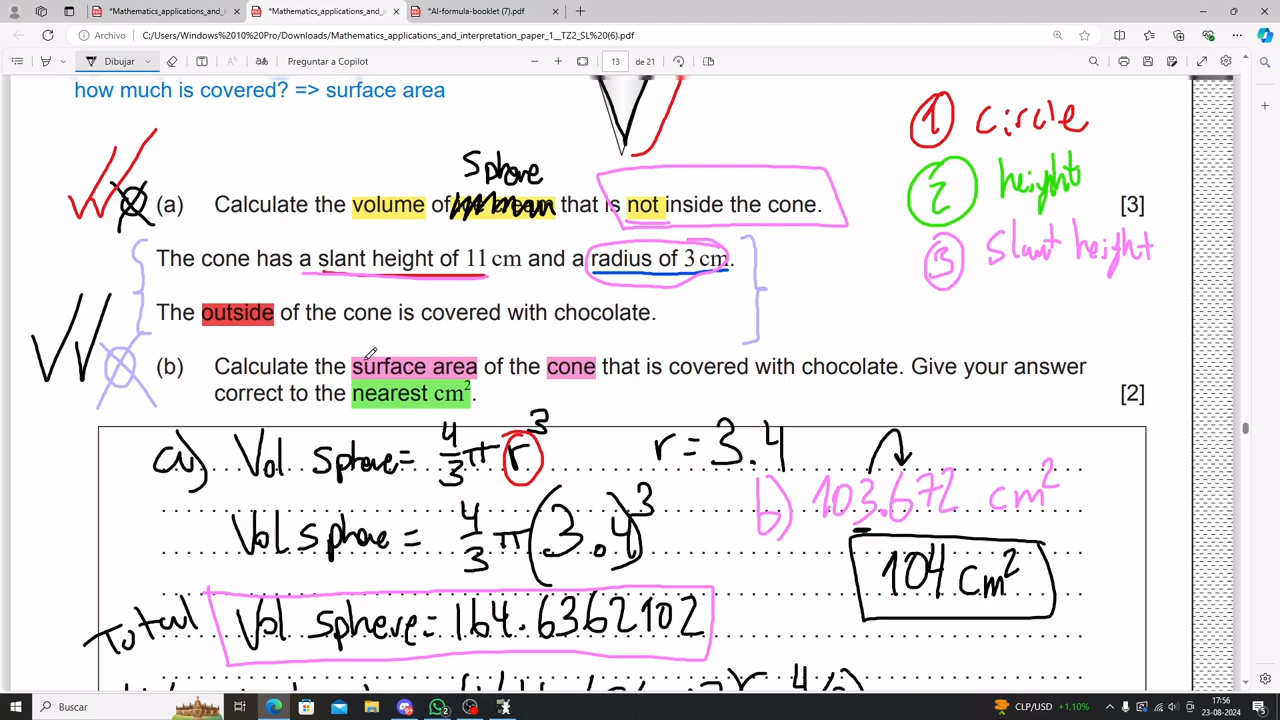 *Mathematics_applications_and_in
*Mathematics_applications_and_in
*AI-formula-booklet (7).pdf
Archivo
C:/Users/Windows%2010%20Pro/Downloads/Mathematics_applications_and_interpretation_paper_1__TZ2_SL%20(6).pdf
Dibujar
Preguntar a Copilot
13
de 21
how much is covered? => surface area
1 circle
2 height
3 Slant height
Sphere
(a) Calculate the volume of that is not inside the cone. [3]
The cone has a slant height of 11 cm and a radius of 3 cm.
The outside of the cone is covered with chocolate.
(b) Calculate the surface area of the cone that is covered with chocolate. Give your answer
correct to the nearest cm². [2]
a) Vol sphere = 4/3 π r³ r = 3.4
b) 103.672 cm²
Vol sphere = 4/3 π (3.4)³
104 cm²
Total Vol sphere = 164.6362102
Buscar
CLP/USD +1,10%
17:56
23-08-2024